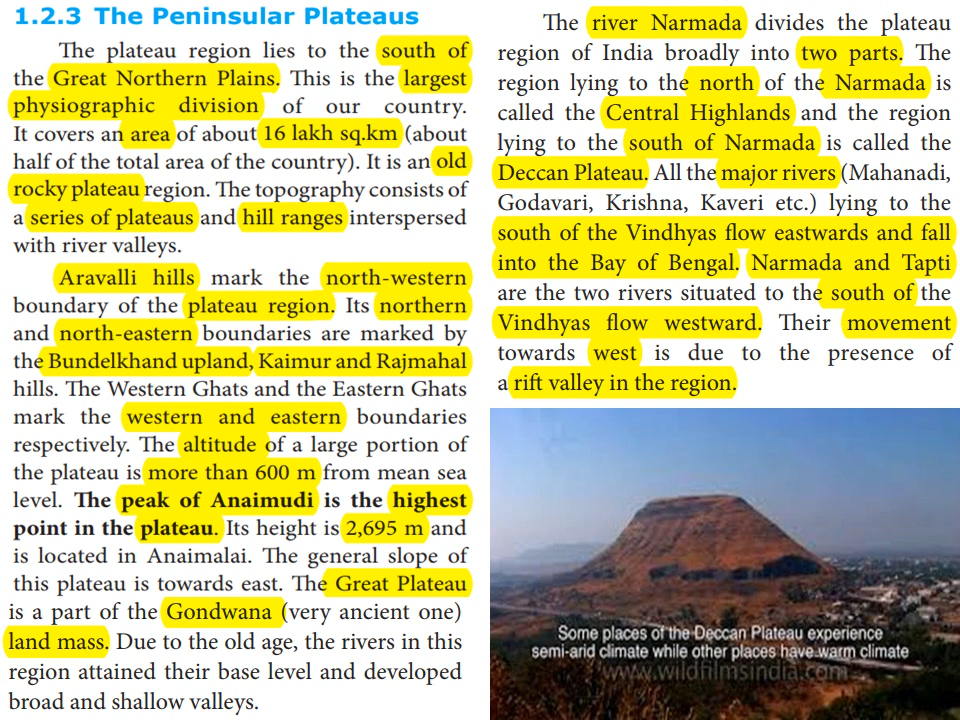 1.2.3 The Peninsular Plateaus
The plateau region lies to the south of
the Great Northern Plains. This is the largest
physiographic division of our country.
It covers an area of about 16 lakh sq.km (about
half of the total area of the country). It is an old
rocky plateau region. The topography consists of
a series of plateaus and hill ranges interspersed
with river valleys.
Aravalli hills mark the north-western
boundary of the plateau region. Its northern
and north-eastern boundaries are marked by
the Bundelkhand upland, Kaimur and Rajmahal
hills. The Western Ghats and the Eastern Ghats
mark the western and eastern boundaries
respectively. The altitude of a large portion of
the plateau is more than 600 m from mean sea
level. The peak of Anaimudi is the highest
point in the plateau. Its height is 2,695 m and
is located in Anaimalai. The general slope of
this plateau is towards east. The Great Plateau
is a part of the Gondwana (very ancient one)
land mass. Due to the old age, the rivers in this
region attained their base level and developed
broad and shallow valleys.
The river Narmada divides the plateau
region of India broadly into two parts. The
region lying to the north of the Narmada is
called the Central Highlands and the region
lying to the south of Narmada is called the
Deccan Plateau. All the major rivers (Mahanadi,
Godavari, Krishna, Kaveri etc.) lying to the
south of the Vindhyas flow eastwards and fall
into the Bay of Bengal. Narmada and Tapti
are the two rivers situated to the south of the
Vindhyas flow westward. Their movement
towards west is due to the presence of
a rift valley in the region.
Some places of the Deccan Plateau experience
semi-arid climate while other places have warm climate
www.wildfilmsindia.com